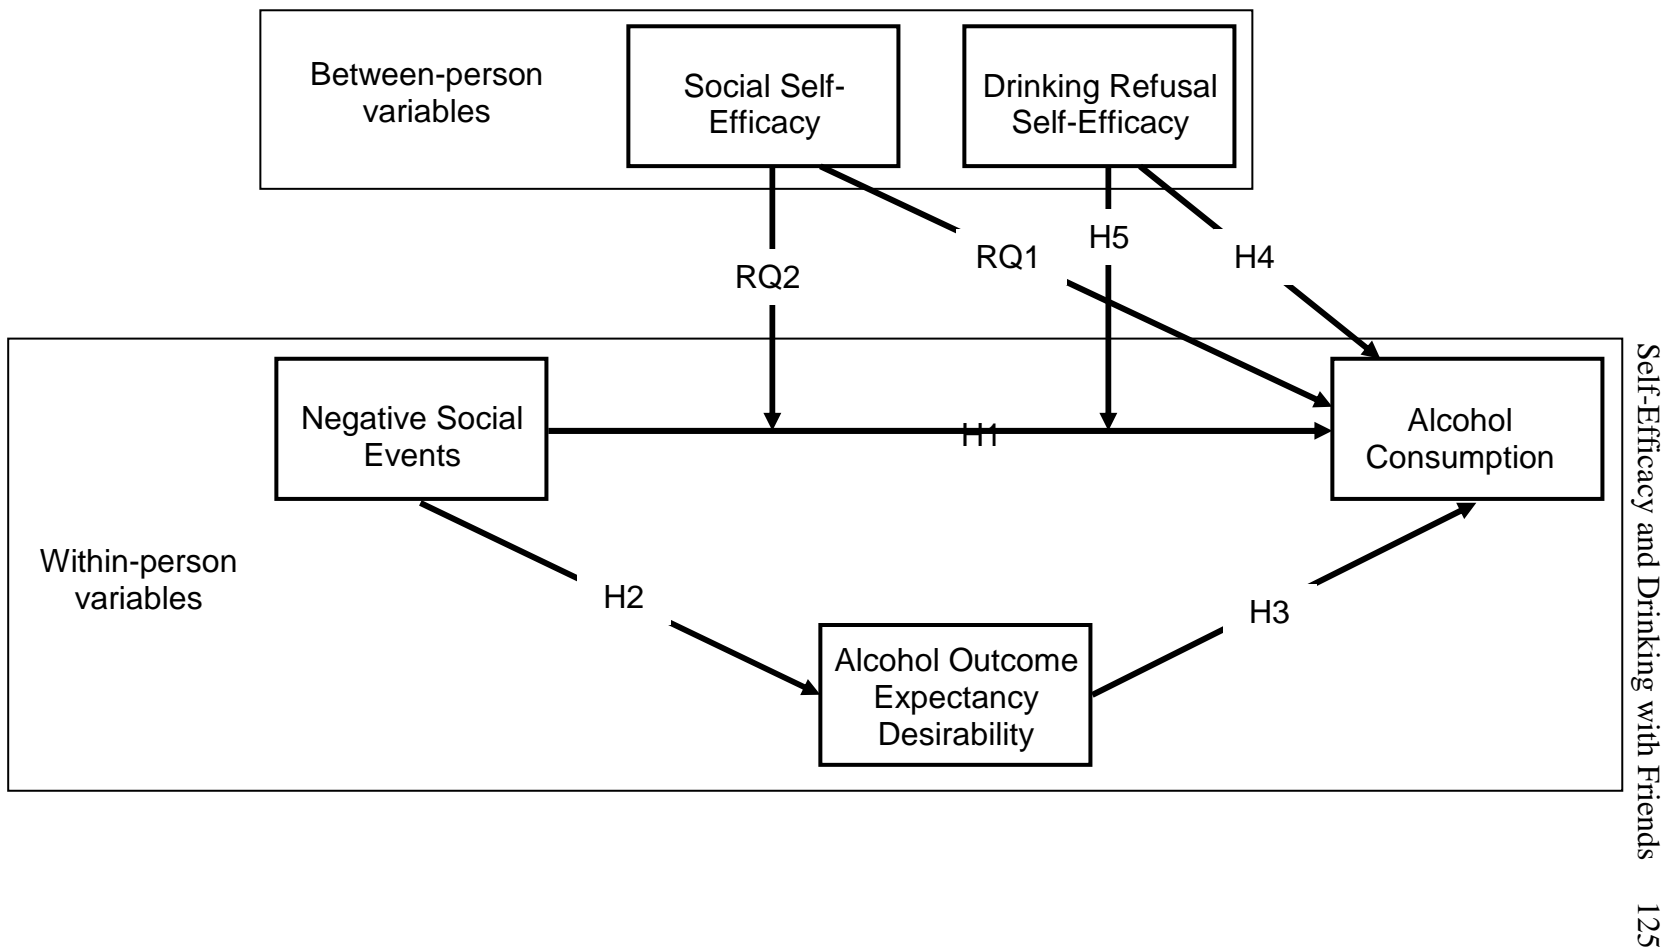 Between-person
variables
Social Self-
Efficacy
Drinking Refusal
Self-Efficacy
RQ2
RQ1
H5
H4
Negative Social
Events
H1
Alcohol
Consumption
Within-person
variables
H2
H3
Alcohol Outcome
Expectancy
Desirability
Self-Efficacy and Drinking with Friends 125